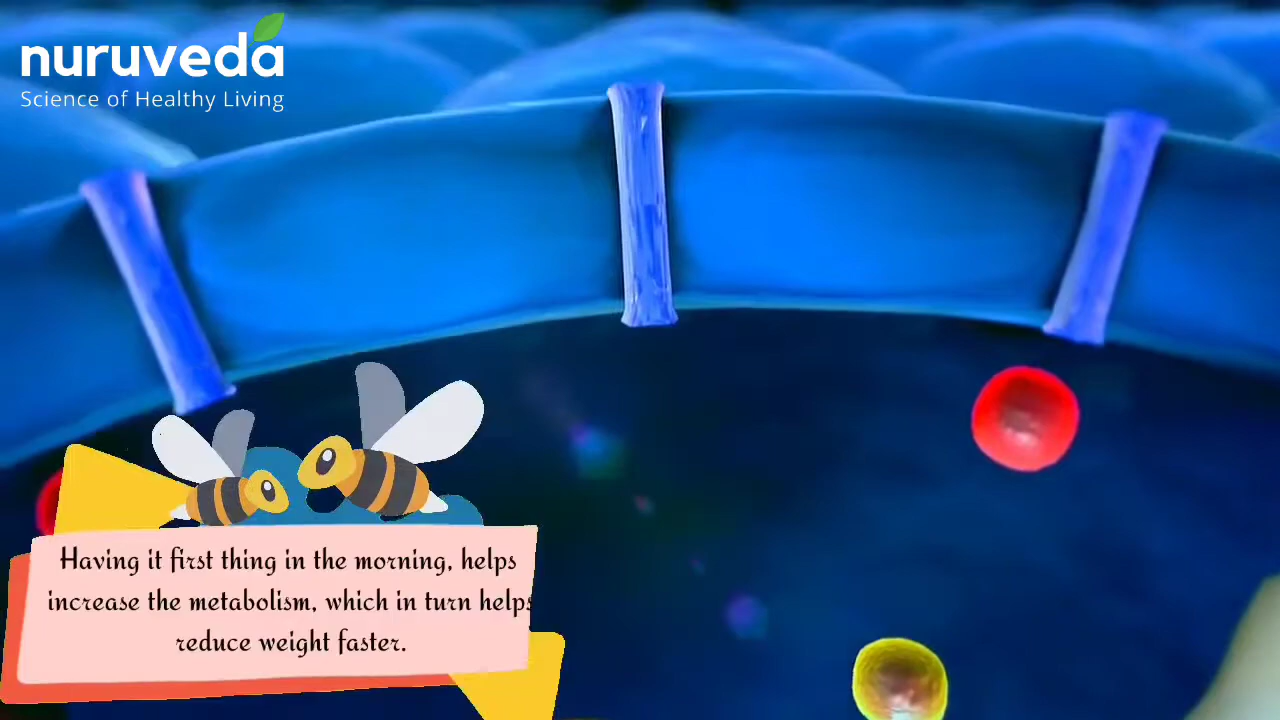 nuruveda
Science of Healthy Living
Having it first thing in the morning, helps
increase the metabolism, which in turn helps
reduce weight faster.